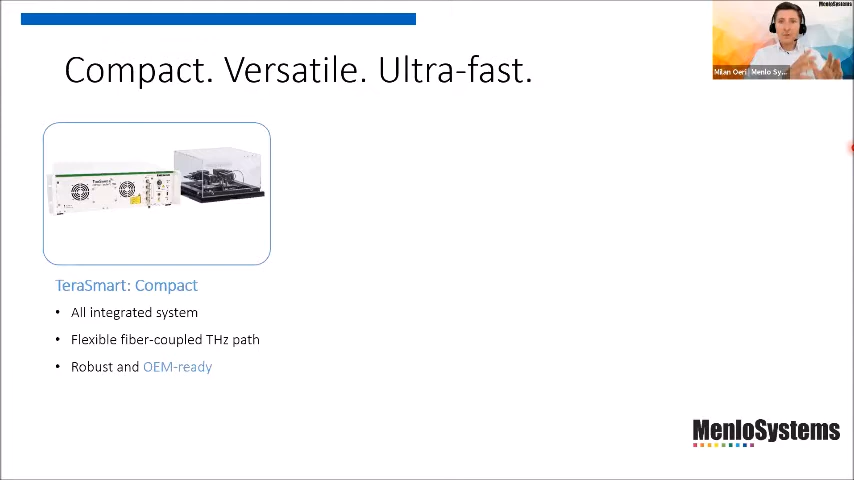 MenloSystems
Compact. Versatile. Ultra-fast.
Milan Oeri | Menlo Sy...
TeraSmart: Compact
• All integrated system
• Flexible fiber-coupled THz path
• Robust and OEM-ready
MenloSystems